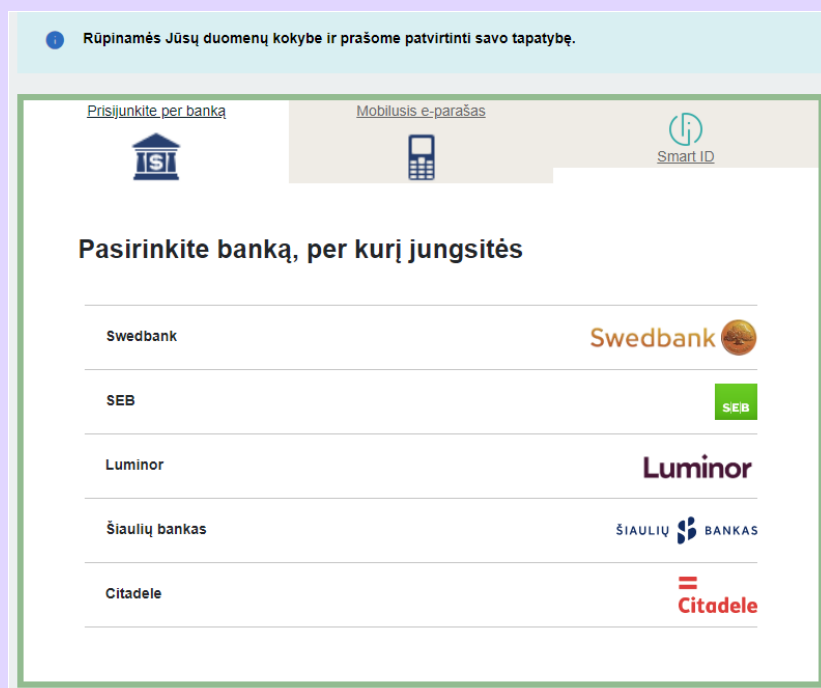 Rūpinamės Jūsų duomenų kokybe ir prašome patvirtinti savo tapatybę.
Prisijunkite per banką
Mobilusis e-parašas
Smart ID
Pasirinkite banką, per kurį jungsitės
Swedbank
Swedbank
SEB
SEB
Luminor
Luminor
Šiaulių bankas
ŠIAULIŲ BANKAS
Citadele
Citadele